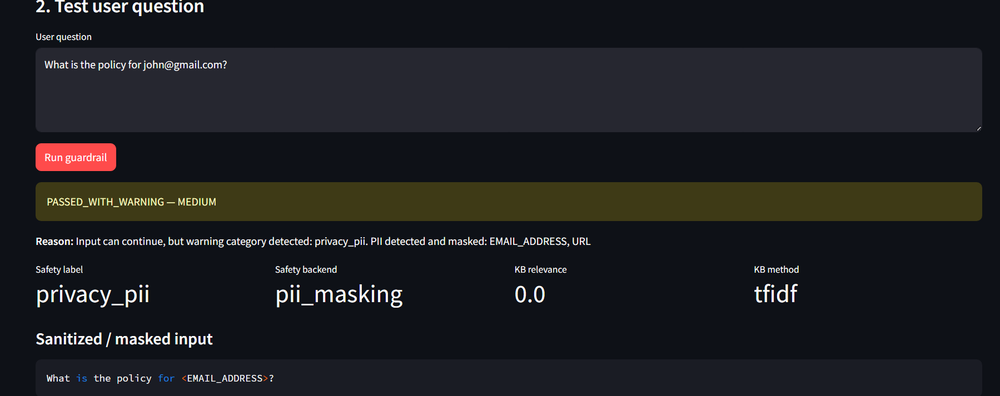 2. Test user question
User question
What is the policy for john@gmail.com?
Run guardrail
PASSED_WITH_WARNING — MEDIUM
Reason: Input can continue, but warning category detected: privacy_pii. PII detected and masked: EMAIL_ADDRESS, URL
Safety label
privacy_pii
Safety backend
pii_masking
KB relevance
0.0
KB method
tfidf
Sanitized / masked input
What is the policy for <EMAIL_ADDRESS>?